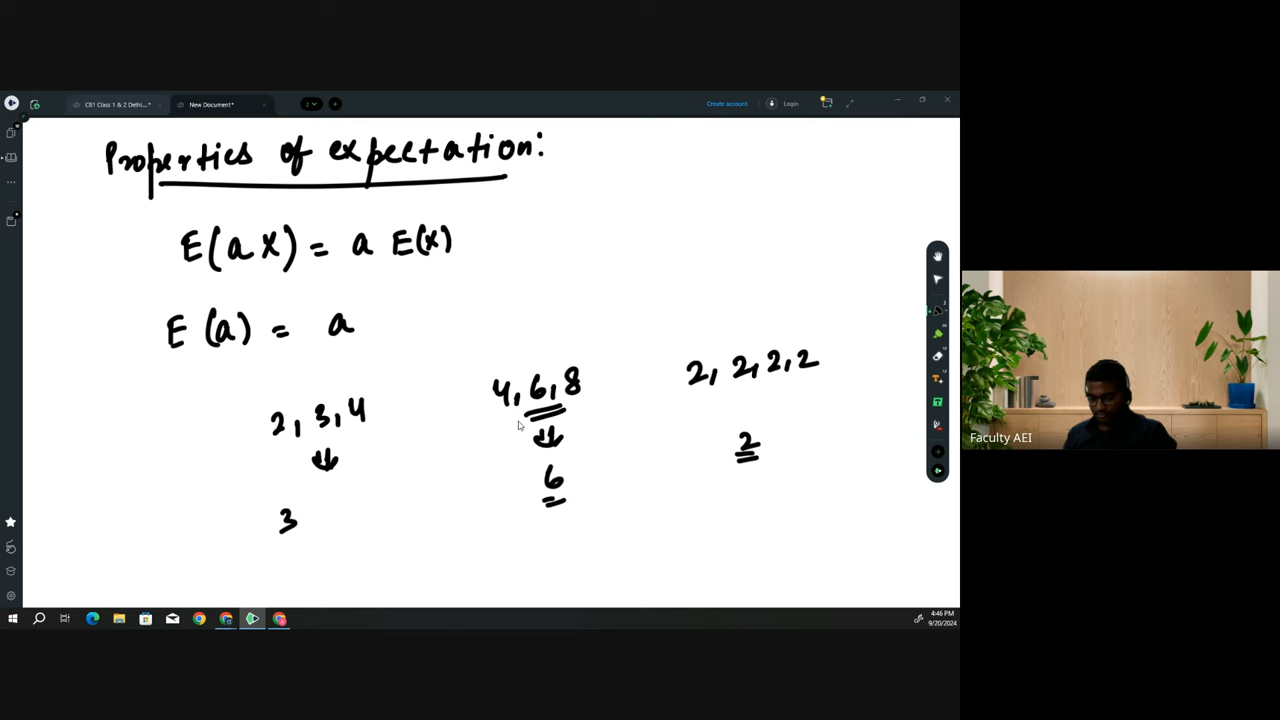 CB1 Class 1 & 2 Delhi...*
New Document*
2
Create account
Login
Properties of expectation:
E(aX) = a E(X)
E(a) = a
2, 3, 4
4, 6, 8
2, 2, 2, 2
3
6
2
Faculty AEI
4:46 PM
9/20/2024